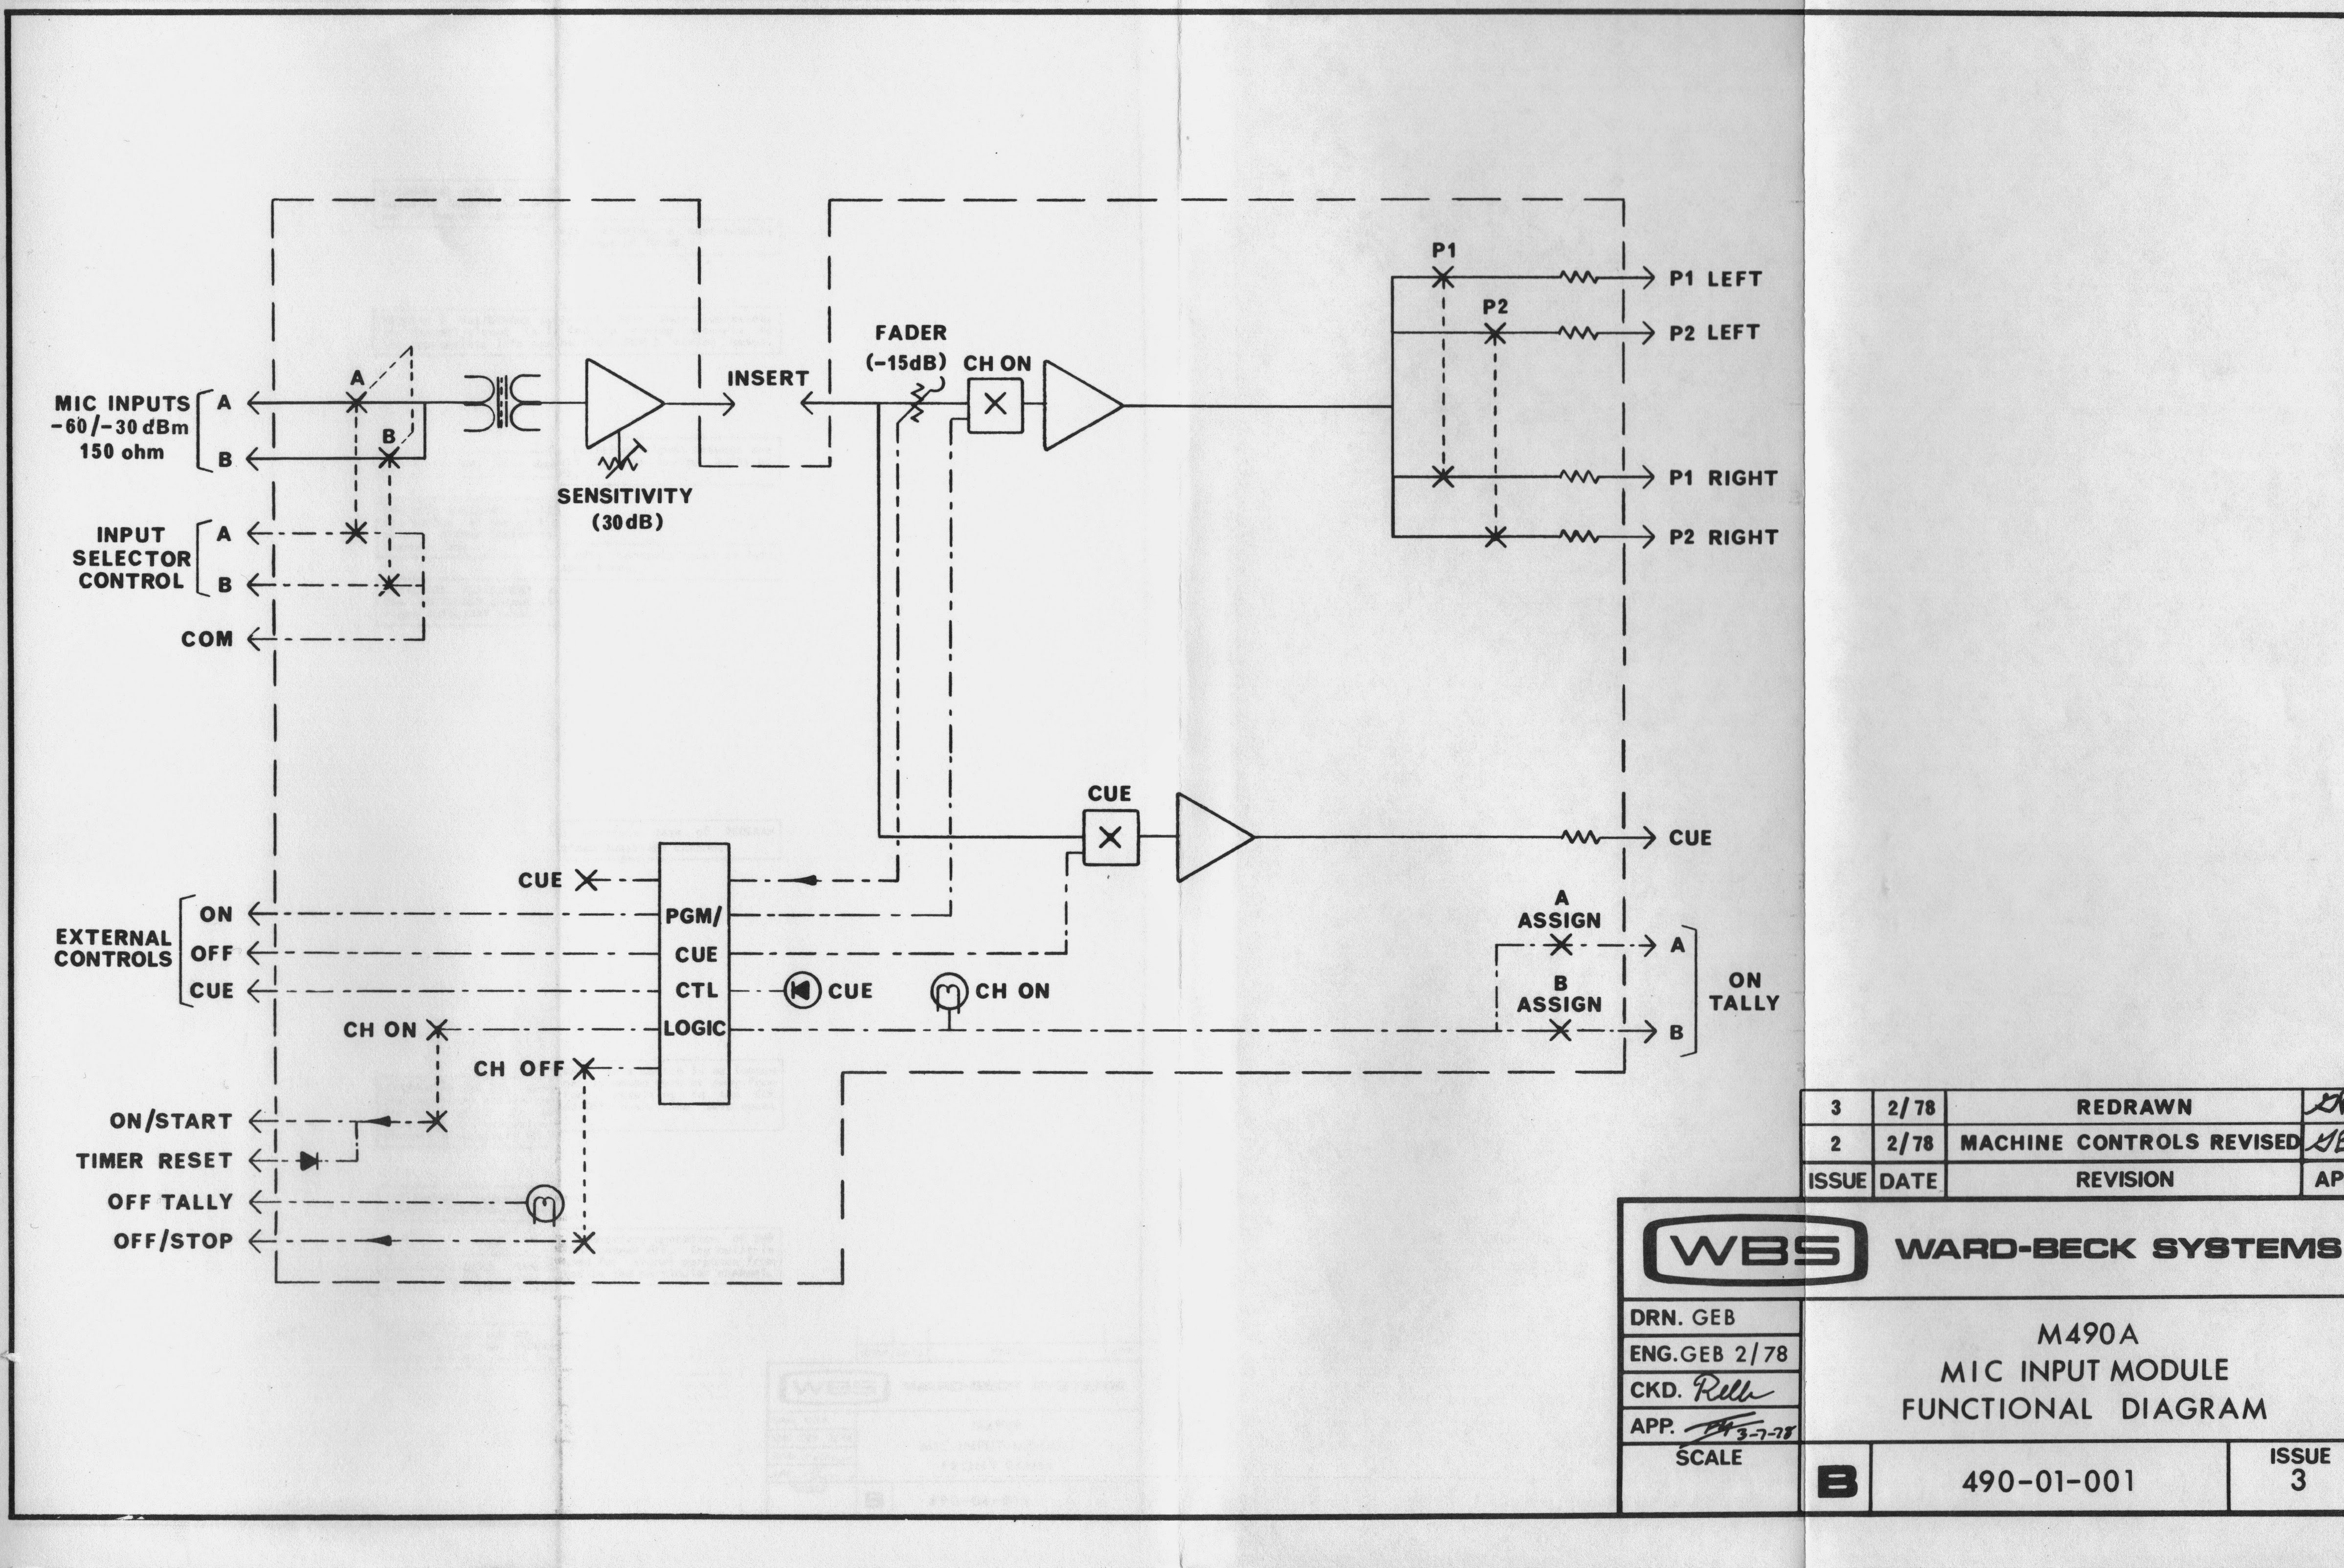 P1
P1 LEFT
P2
P2 LEFT
FADER
(-15dB)
CH ON
INSERT
A
MIC INPUTS
-60/-30 dBm
150 ohm
A
B
B
SENSITIVITY
(30dB)
P1 RIGHT
P2 RIGHT
INPUT
SELECTOR
CONTROL
A
B
COM
CUE
CUE
CUE
EXTERNAL
CONTROLS
ON
OFF
CUE
PGM/
CUE
CTL
LOGIC
CUE
CH ON
CH ON
CH OFF
A
ASSIGN
A
B
ASSIGN
B
ON
TALLY
ON/START
TIMER RESET
OFF TALLY
OFF/STOP
3 2/78 REDRAWN
2 2/78 MACHINE CONTROLS REVISED
ISSUE DATE REVISION AP
WBS WARD-BECK SYSTEMS
DRN. GEB
ENG. GEB 2/78
CKD.
APP. 3-7-78
SCALE
M490A
MIC INPUT MODULE
FUNCTIONAL DIAGRAM
B 490-01-001
ISSUE
3